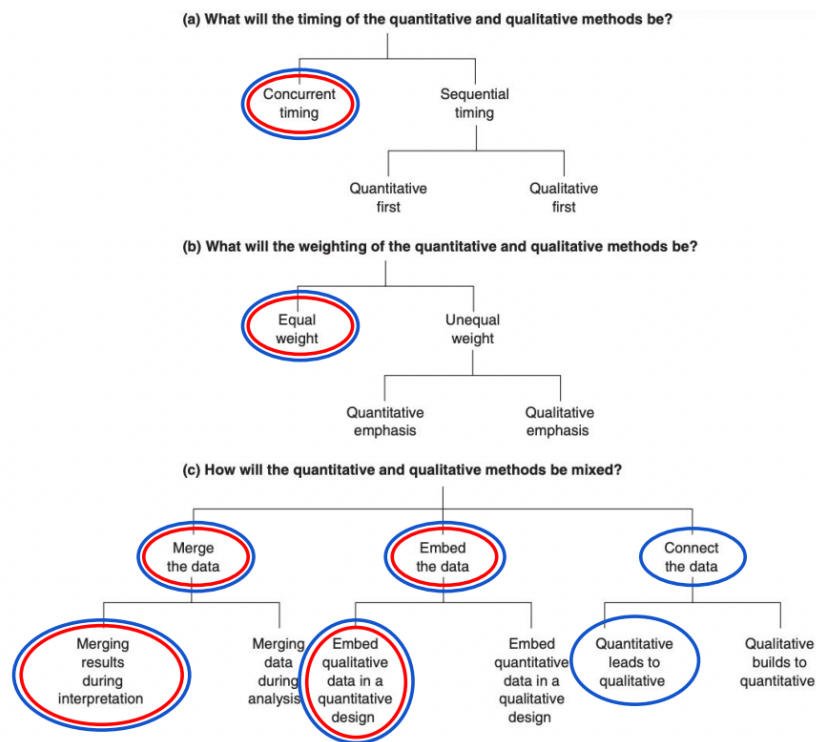 (a) What will the timing of the quantitative and qualitative methods be?
Concurrent
timing
Sequential
timing
Quantitative
first
Qualitative
first
(b) What will the weighting of the quantitative and qualitative methods be?
Equal
weight
Unequal
weight
Quantitative
emphasis
Qualitative
emphasis
(c) How will the quantitative and qualitative methods be mixed?
Merge
the data
Embed
the data
Connect
the data
Merging
results
during
interpretation
Merging
data
during
analysis
Embed
qualitative
data in a
quantitative
design
Embed
quantitative
data in a
qualitative
design
Quantitative
leads to
qualitative
Qualitative
builds to
quantitative